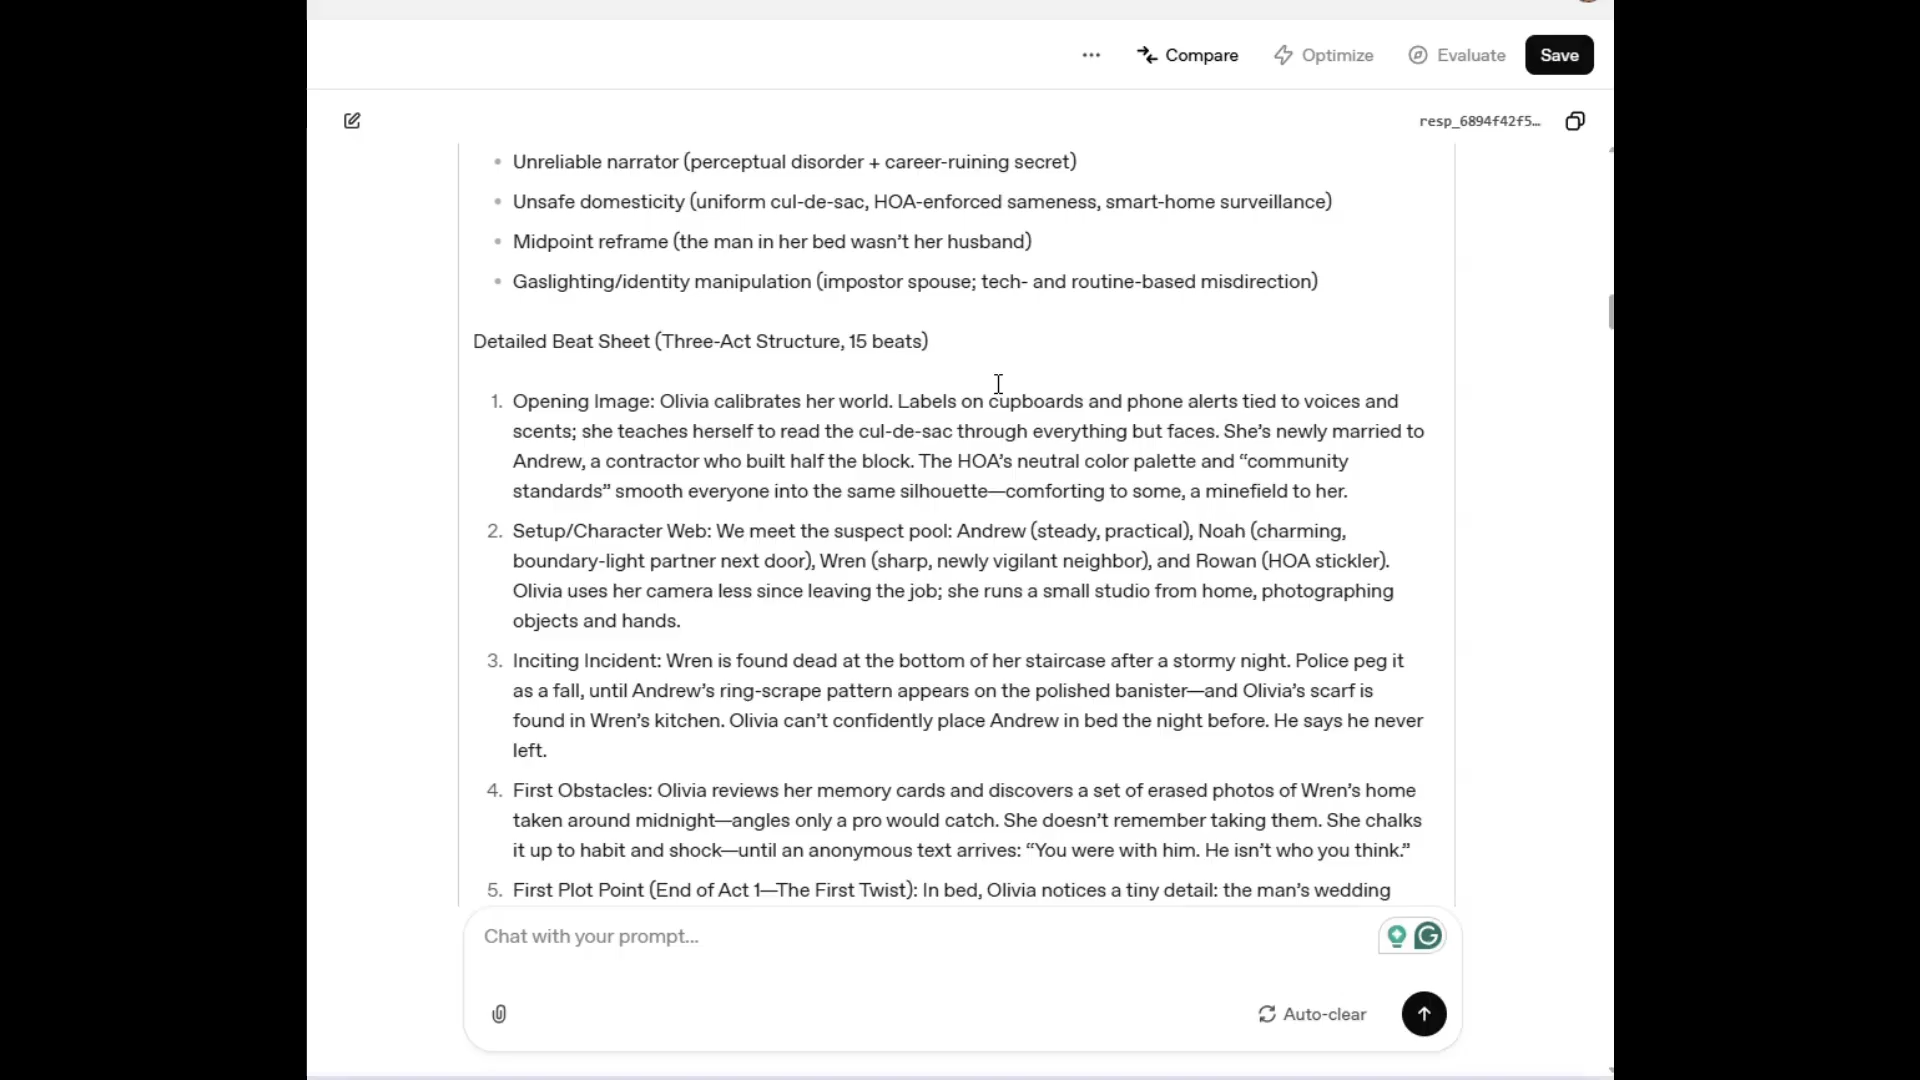 Compare
Optimize
Evaluate
Save
resp_6894f42f5…
Unreliable narrator (perceptual disorder + career-ruining secret)
Unsafe domesticity (uniform cul-de-sac, HOA-enforced sameness, smart-home surveillance)
Midpoint reframe (the man in her bed wasn’t her husband)
Gaslighting/identity manipulation (impostor spouse; tech- and routine-based misdirection)
Detailed Beat Sheet (Three-Act Structure, 15 beats)
1. Opening Image: Olivia calibrates her world. Labels on cupboards and phone alerts tied to voices and
scents; she teaches herself to read the cul-de-sac through everything but faces. She’s newly married to
Andrew, a contractor who built half the block. The HOA’s neutral color palette and “community
standards” smooth everyone into the same silhouette—comforting to some, a minefield to her.
2. Setup/Character Web: We meet the suspect pool: Andrew (steady, practical), Noah (charming,
boundary-light partner next door), Wren (sharp, newly vigilant neighbor), and Rowan (HOA stickler).
Olivia uses her camera less since leaving the job; she runs a small studio from home, photographing
objects and hands.
3. Inciting Incident: Wren is found dead at the bottom of her staircase after a stormy night. Police peg it
as a fall, until Andrew’s ring-scrape pattern appears on the polished banister—and Olivia’s scarf is
found in Wren’s kitchen. Olivia can’t confidently place Andrew in bed the night before. He says he never
left.
4. First Obstacles: Olivia reviews her memory cards and discovers a set of erased photos of Wren’s home
taken around midnight—angles only a pro would catch. She doesn’t remember taking them. She chalks
it up to habit and shock—until an anonymous text arrives: “You were with him. He isn’t who you think.”
5. First Plot Point (End of Act 1—The First Twist): In bed, Olivia notices a tiny detail: the man’s wedding
Chat with your prompt...
Auto-clear